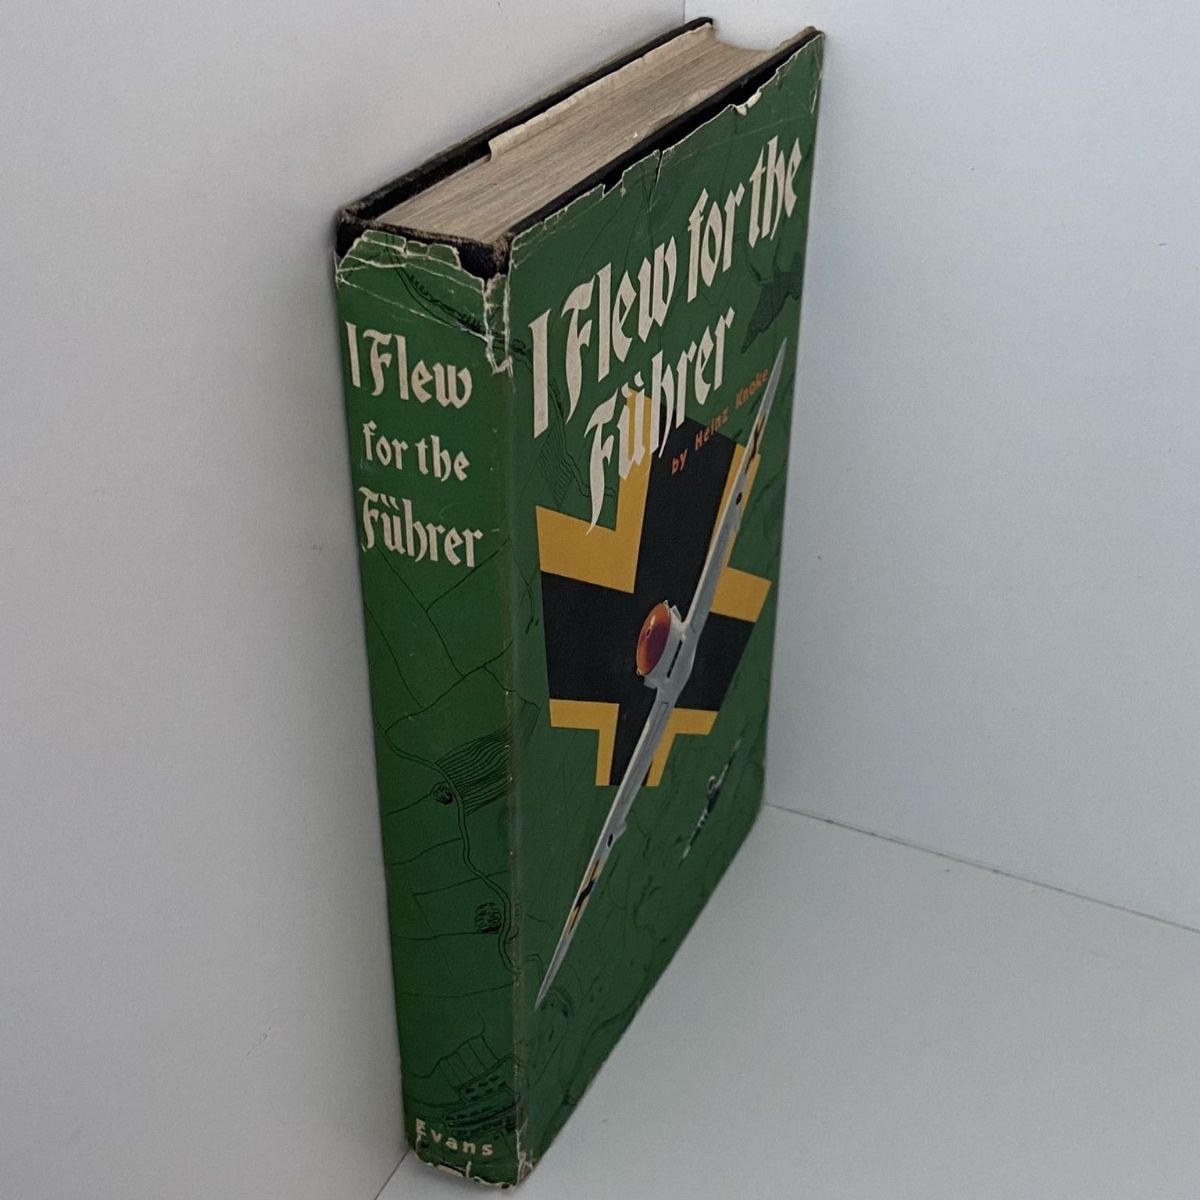 I Flew
for the
Führer
Evans
I Flew for the
Führer
by Heinz Knoke